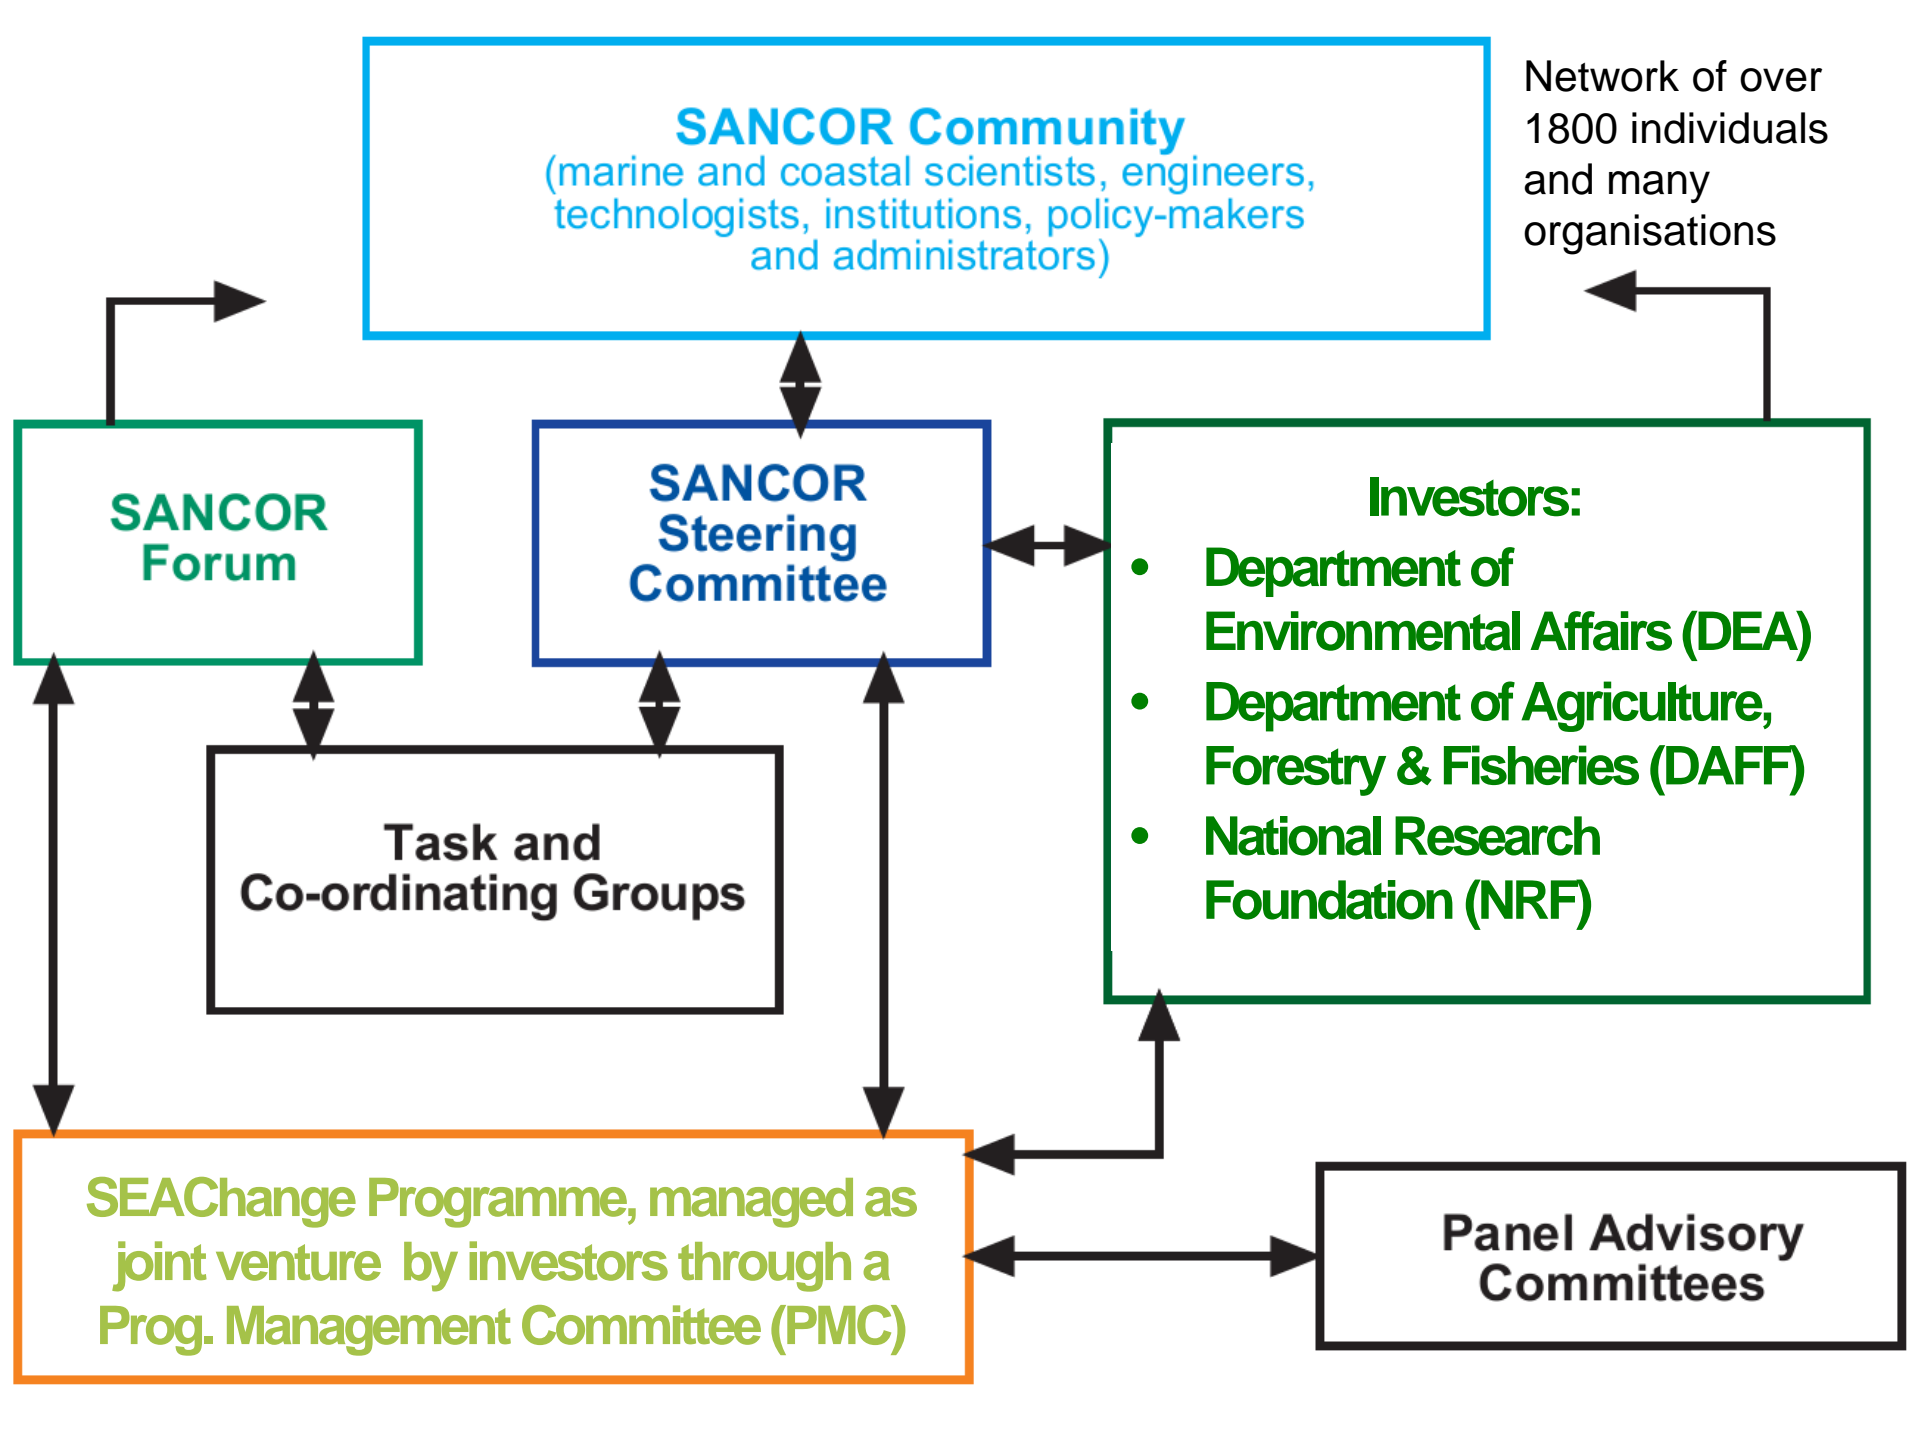 SANCOR Community
(marine and coastal scientists, engineers,
technologists, institutions, policy-makers
and administrators)
Network of over
1800 individuals
and many
organisations
SANCOR
Forum
SANCOR
Steering
Committee
Investors:
• Department of
Environmental Affairs (DEA)
• Department of Agriculture,
Forestry & Fisheries (DAFF)
• National Research
Foundation (NRF)
Task and
Co-ordinating Groups
SEAChange Programme, managed as
joint venture by investors through a
Prog. Management Committee (PMC)
Panel Advisory
Committees